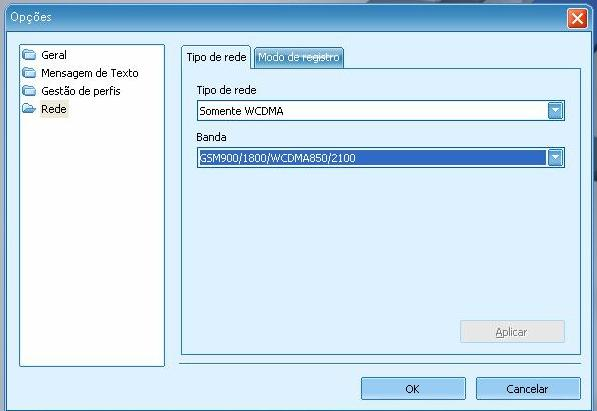 Opções
Geral
Mensagem de Texto
Gestão de perfis
Rede
Tipo de rede
Modo de registro
Tipo de rede
Somente WCDMA
Banda
GSM900/1800/WCDMA850/2100
Aplicar
OK
Cancelar